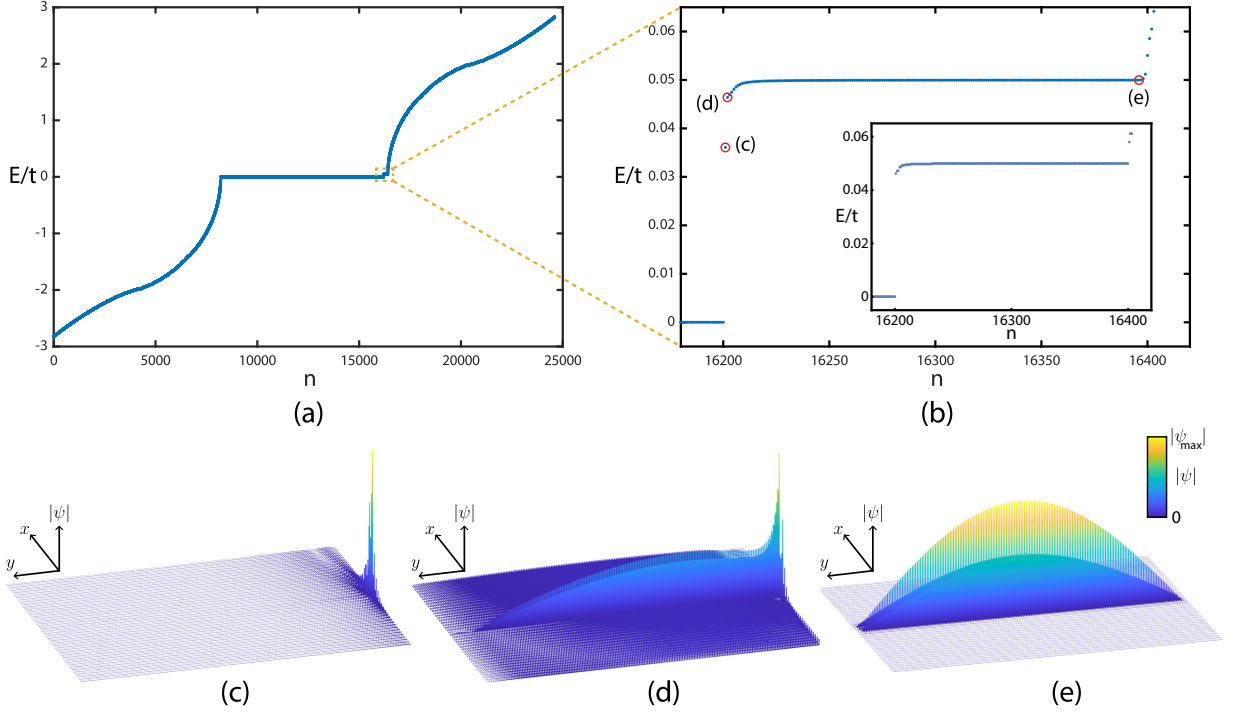 3
2
1
E/t 0
-1
-2
-3
0 5000 10000 15000 20000 25000
n
(a)
0.06
0.05
(d)
(e)
0.04
(c)
E/t
0.03
0.02
0.01
0
16200 16250 16300 16350 16400
n
(b)
0.06
0.04
E/t
0.02
0
16200 16300 16400
n
|ψ|
x
y
(c)
|ψ|
x
y
(d)
|ψ|
x
y
(e)
|ψmax|
|ψ|
0